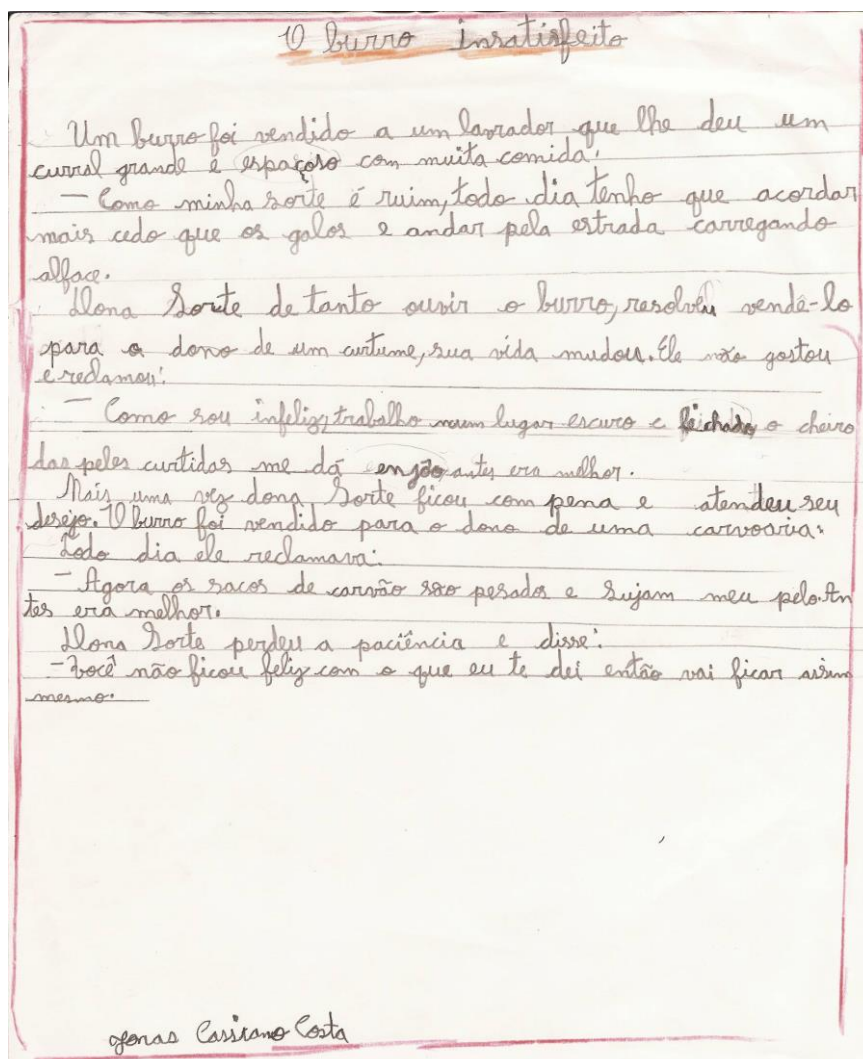 O burro insatisfeito
Um burro foi vendido a um lavrador que lhe deu um
curral grande e espaçoso com muita comida:
— Como minha sorte é ruim, todo dia tenho que acordar
mais cedo que os galos e andar pela estrada carregando
alface.
Dona Sorte de tanto ouvir o burro, resolveu vendê-lo
para o dono de um curtume, sua vida mudou. Ele não gostou
e reclamou:
— Como sou infeliz, trabalho num lugar escuro e fechado, o cheiro
das peles curtidas me dá enjôo, antes era melhor.
Mais uma vez dona Sorte ficou com pena e atendeu seu
desejo. O burro foi vendido para o dono de uma carvoaria.
Todo dia ele reclamava:
— Agora os sacos de carvão são pesados e sujam meu pelo. An
tes era melhor.
Dona Sorte perdeu a paciência e disse:
— Você não ficou feliz com o que eu te dei então vai ficar assim
mesmo.
Jonas Cassiano Costa